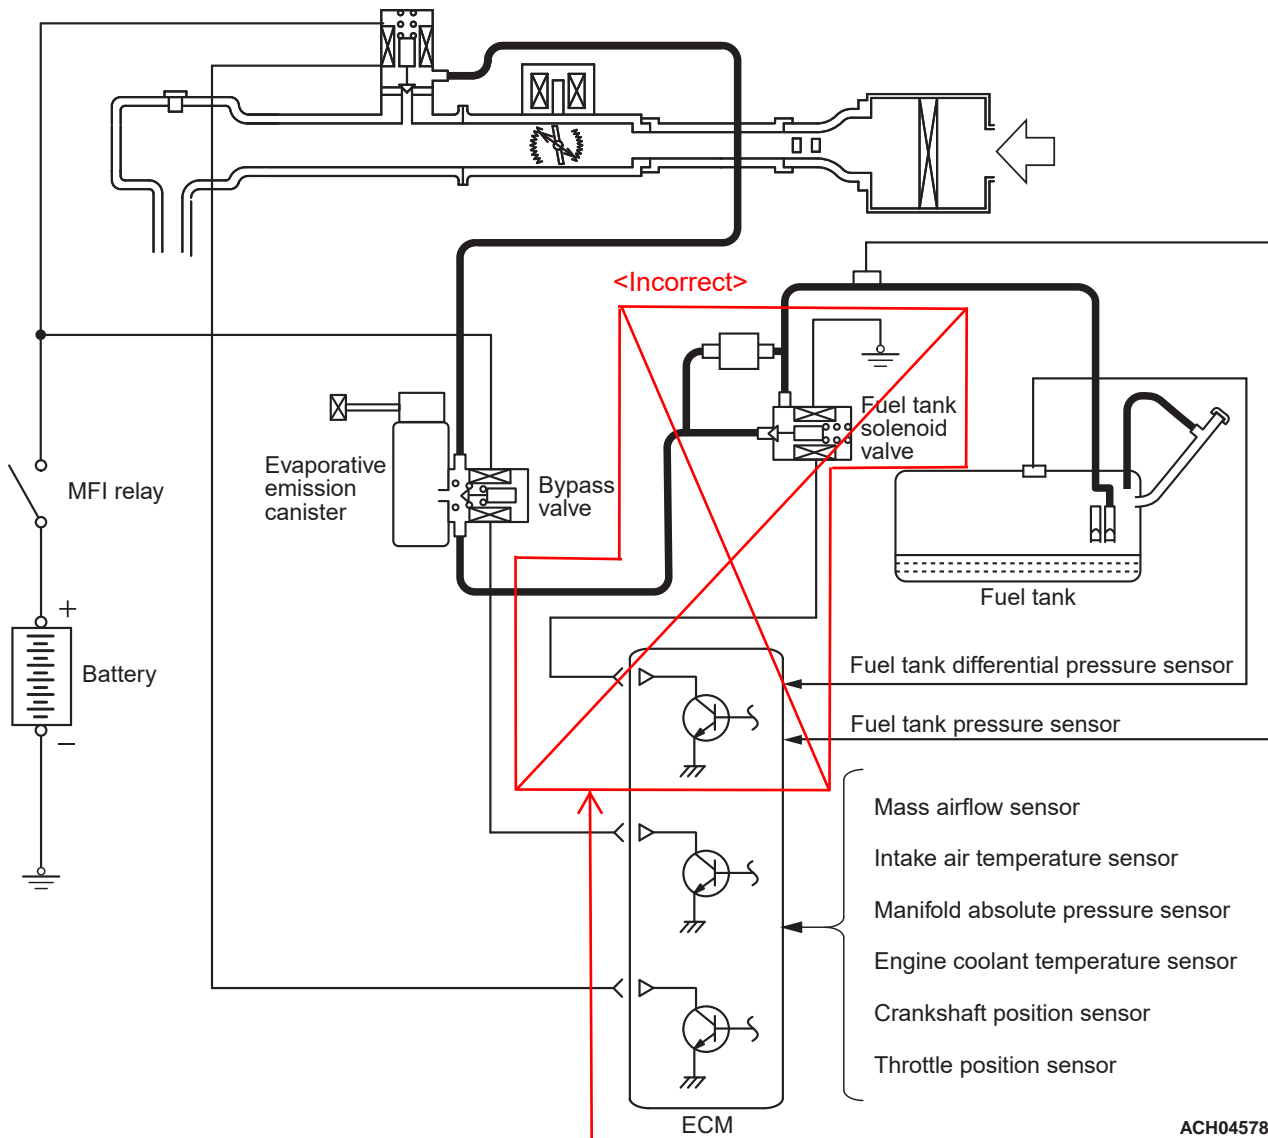 <Incorrect>
Fuel tank
solenoid
valve
Evaporative
emission
canister
Bypass
valve
MFI relay
+
Battery
−
Fuel tank
Fuel tank differential pressure sensor
Fuel tank pressure sensor
Mass airflow sensor
Intake air temperature sensor
Manifold absolute pressure sensor
Engine coolant temperature sensor
Crankshaft position sensor
Throttle position sensor
ECM
ACH04578